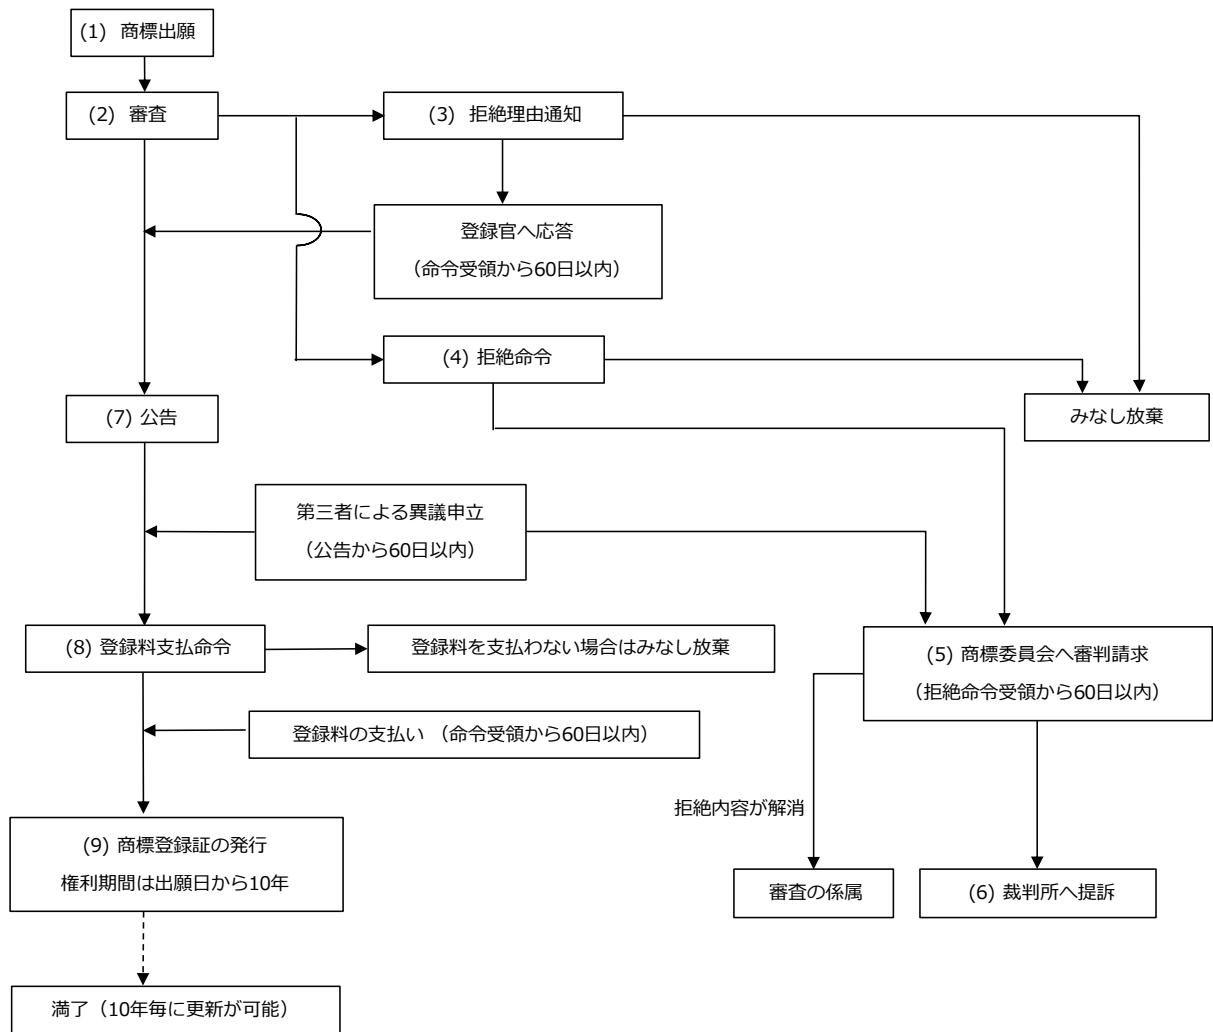 (1) 商標出願
(2) 審査
(3) 拒絶理由通知
登録官へ応答
（命令受領から60日以内）
(4) 拒絶命令
(7) 公告
みなし放棄
第三者による異議申立
（公告から60日以内）
(8) 登録料支払命令
登録料を支払わない場合はみなし放棄
(5) 商標委員会へ審判請求
（拒絶命令受領から60日以内）
登録料の支払い （命令受領から60日以内）
拒絶内容が解消
(9) 商標登録証の発行
権利期間は出願日から10年
審査の係属
(6) 裁判所へ提訴
満了（10年毎に更新が可能）